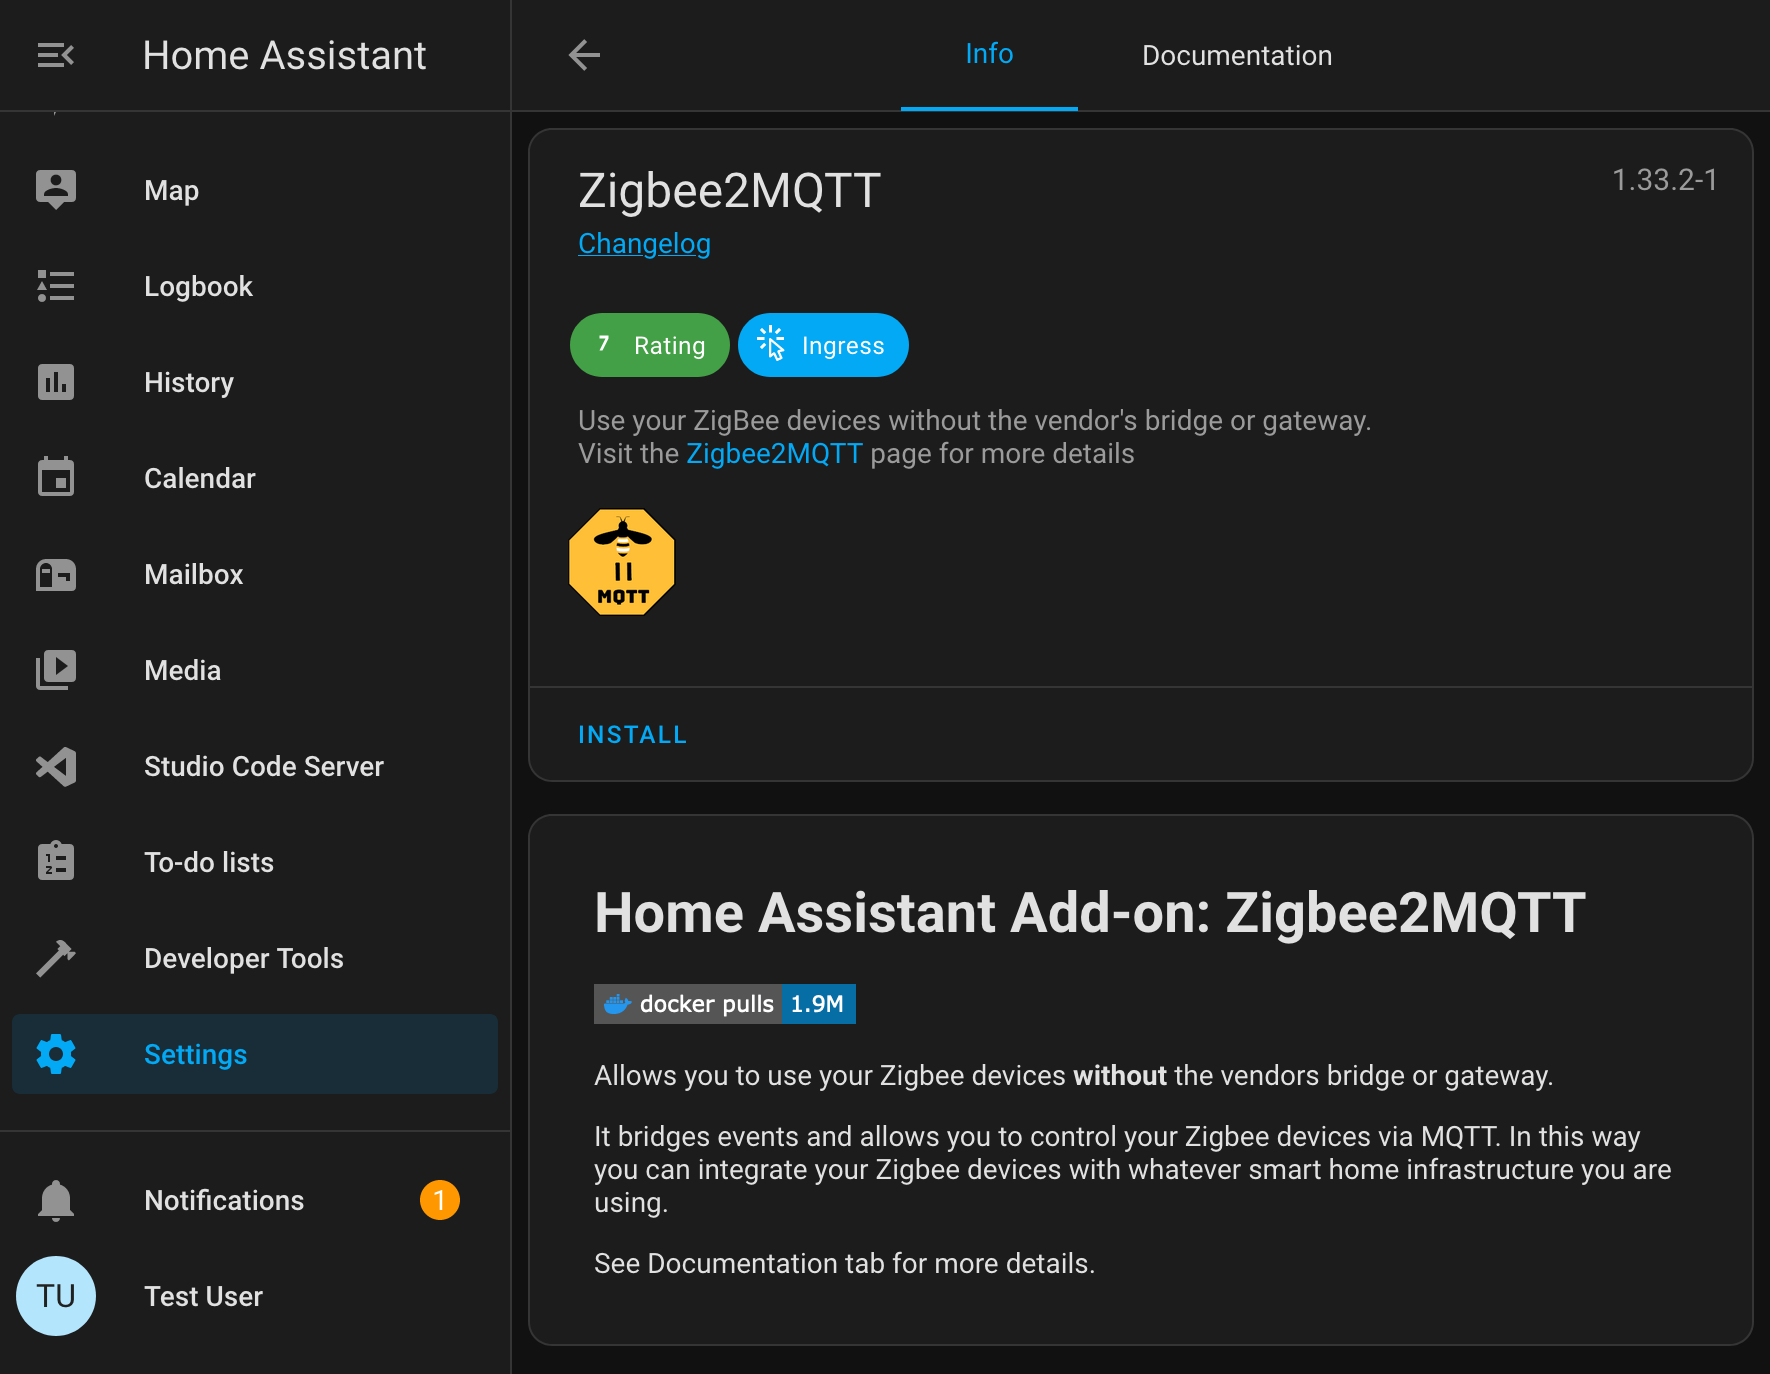 Home Assistant
Map
Logbook
History
Calendar
Mailbox
Media
Studio Code Server
To-do lists
Developer Tools
Settings
Notifications 1
TU Test User
Info Documentation
Zigbee2MQTT 1.33.2-1
Changelog
7 Rating Ingress
Use your ZigBee devices without the vendor's bridge or gateway.
Visit the Zigbee2MQTT page for more details
MQTT
INSTALL
Home Assistant Add-on: Zigbee2MQTT
docker pulls 1.9M
Allows you to use your Zigbee devices without the vendors bridge or gateway.
It bridges events and allows you to control your Zigbee devices via MQTT. In this way
you can integrate your Zigbee devices with whatever smart home infrastructure you are
using.
See Documentation tab for more details.